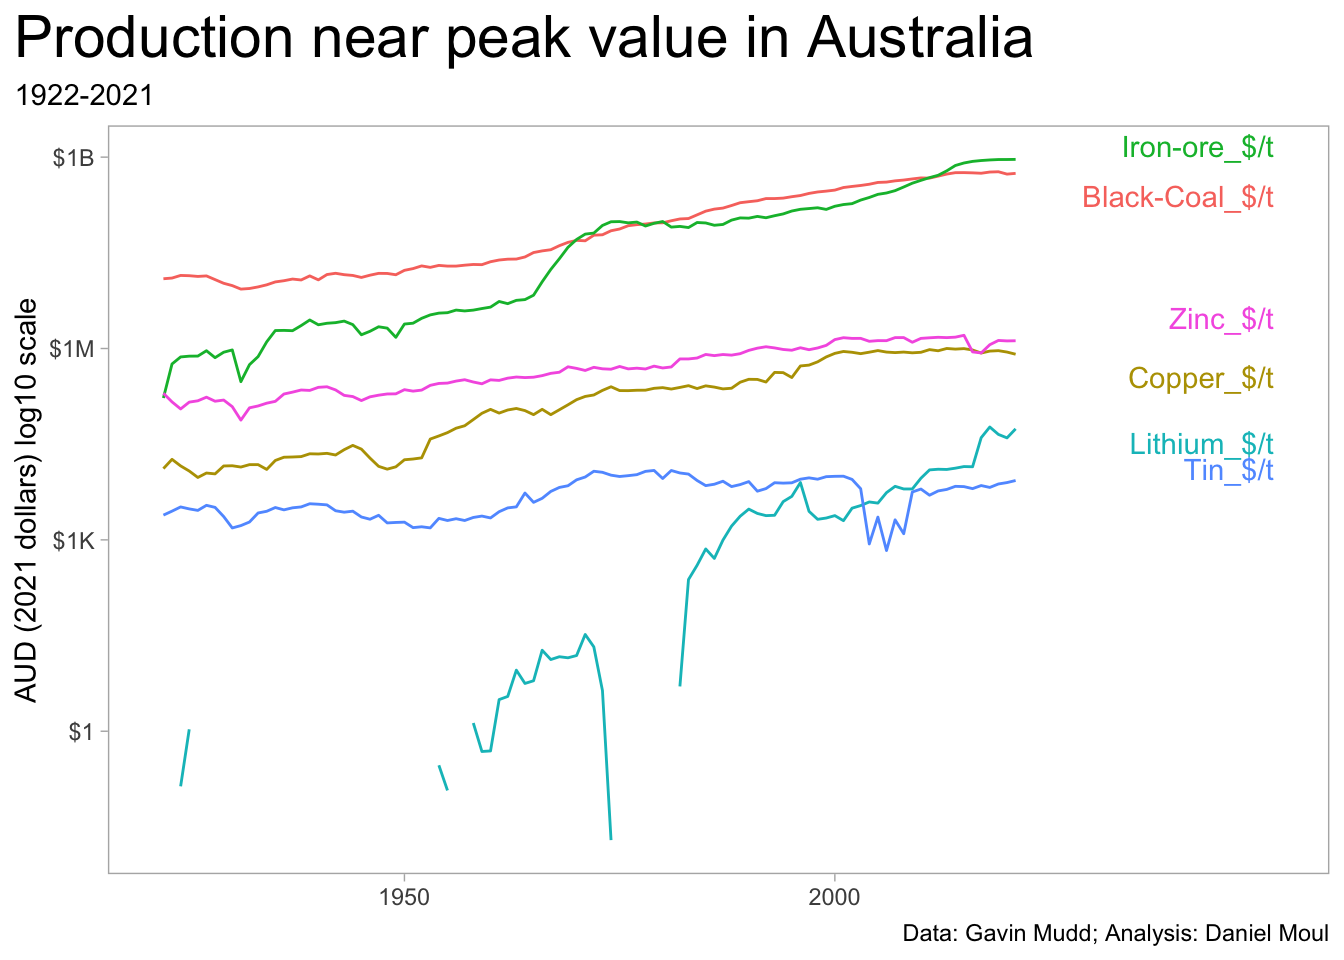 Production near peak value in Australia
1922-2021
AUD (2021 dollars) log10 scale
$1B
$1M
$1K
$1
Iron-ore_$/t
Black-Coal_$/t
Zinc_$/t
Copper_$/t
Lithium_$/t
Tin_$/t
1950
2000
Data: Gavin Mudd; Analysis: Daniel Moul